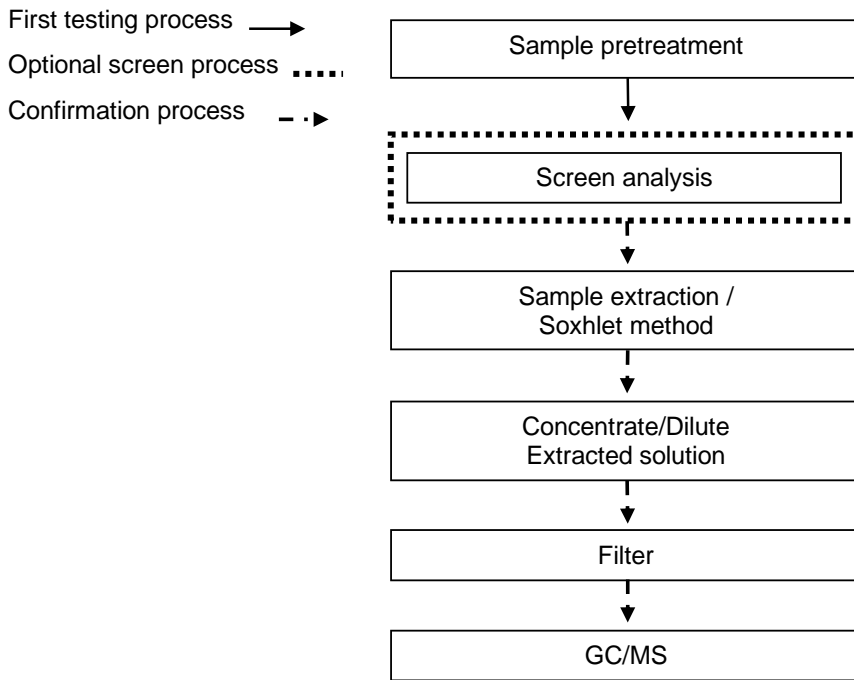 First testing process
Optional screen process
Confirmation process
Sample pretreatment
Screen analysis
Sample extraction /
Soxhlet method
Concentrate/Dilute
Extracted solution
Filter
GC/MS